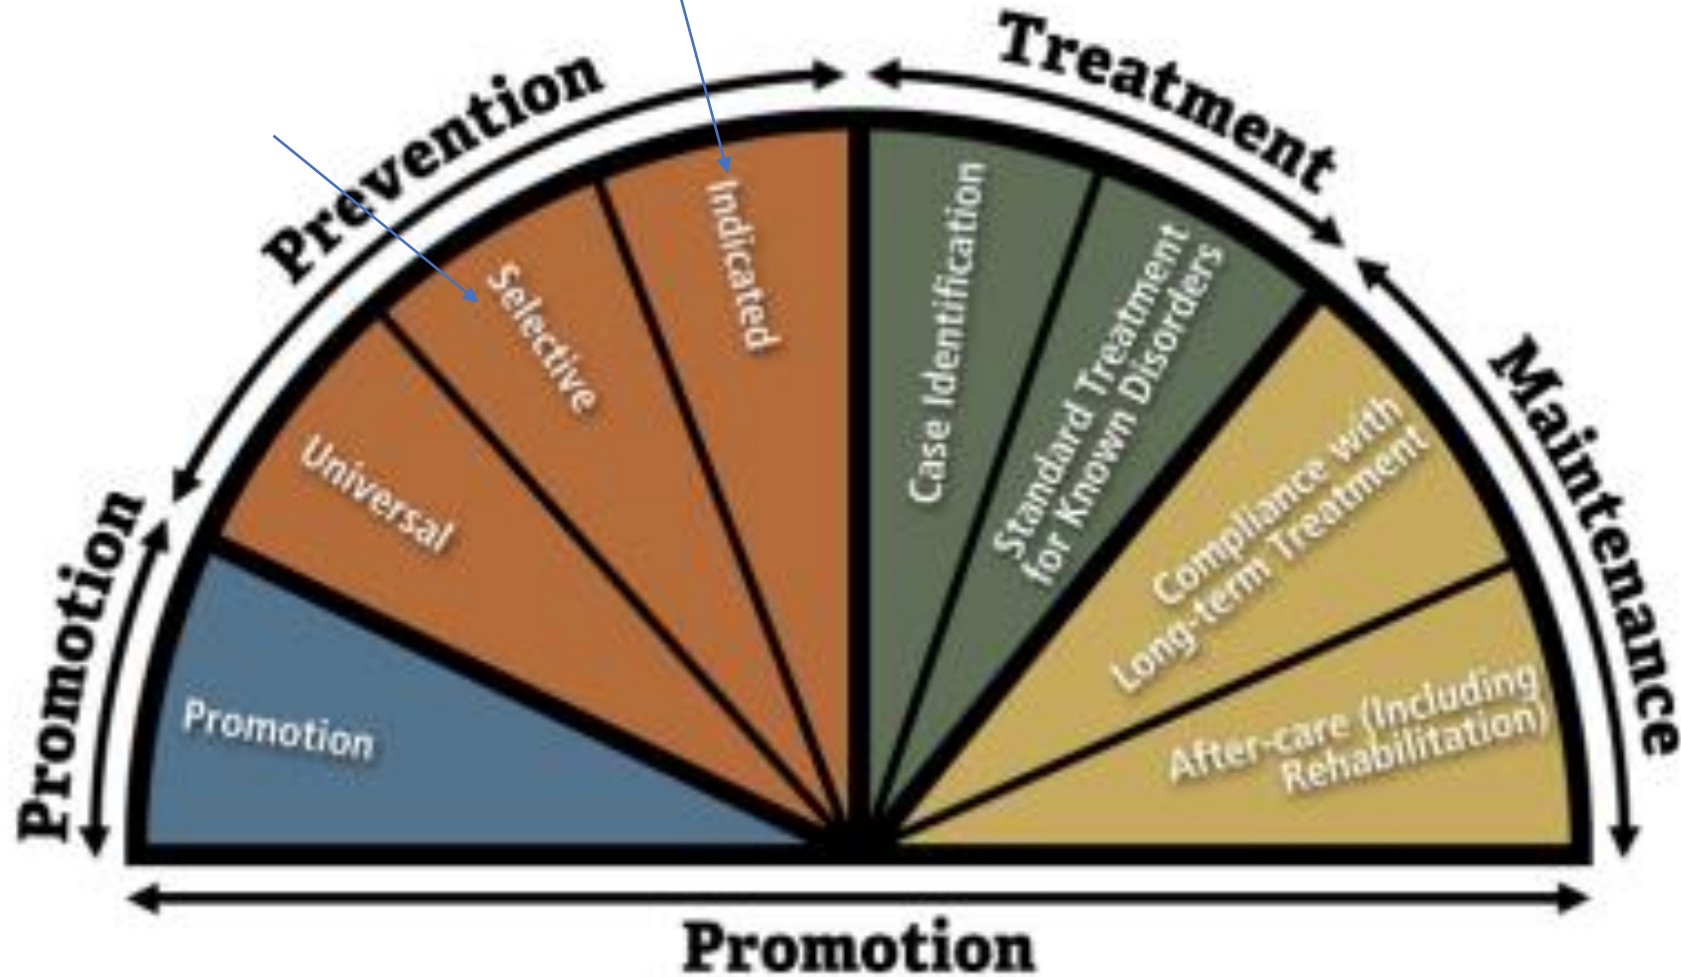 Promotion
Prevention
Treatment
Maintenance
Promotion
Universal
Selective
Indicated
Case Identification
Standard Treatment
for Known Disorders
Compliance with
Long-term Treatment
After-care (Including
Rehabilitation)
Promotion